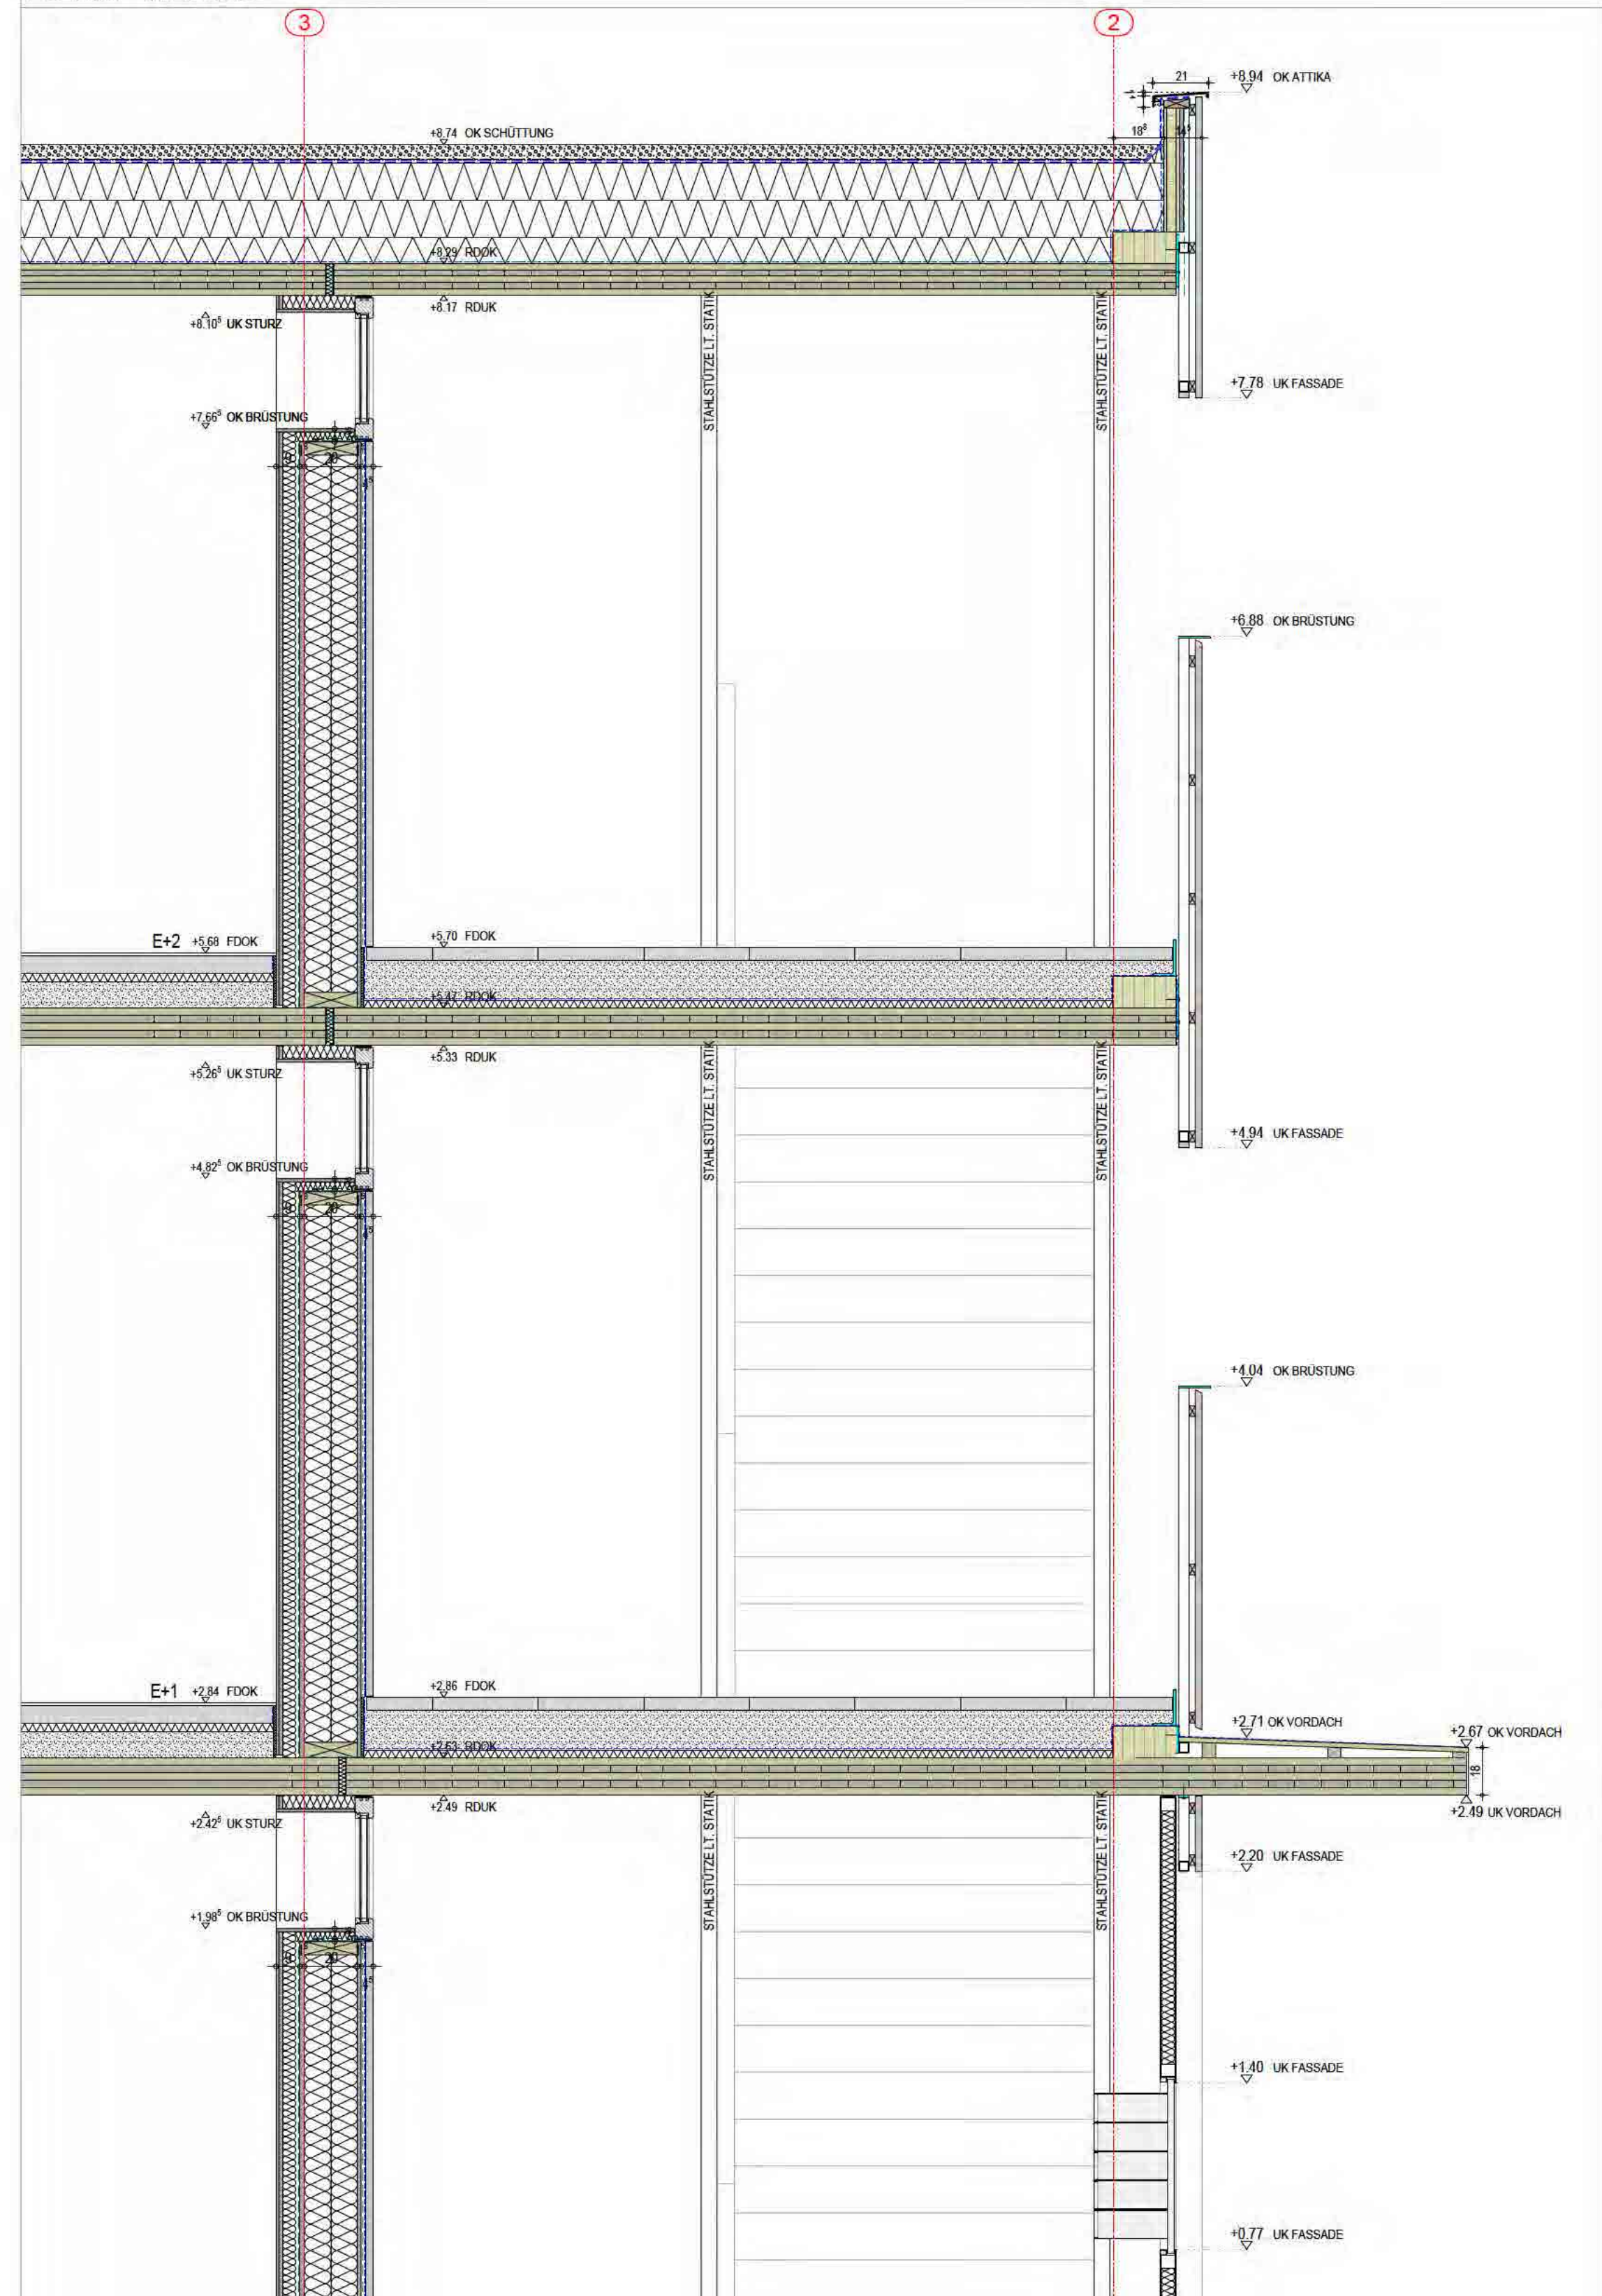 3
2
21
+8.94 OK ATTIKA
+8.74 OK SCHÜTTUNG
18⁸
14⁵
+8.29 RDOK
+8.17 RDUK
+8.10⁵ UK STURZ
STAHLSTÜTZE LT. STATIK
STAHLSTÜTZE LT. STATIK
+7.78 UK FASSADE
+7.66⁵ OK BRÜSTUNG
9
20
+6.88 OK BRÜSTUNG
E+2 +5.68 FDOK
+5.70 FDOK
+5.47 RDOK
+5.33 RDUK
+5.26⁵ UK STURZ
STAHLSTÜTZE LT. STATIK
STAHLSTÜTZE LT. STATIK
+4.94 UK FASSADE
+4.82⁵ OK BRÜSTUNG
9
20
+4.04 OK BRÜSTUNG
E+1 +2.84 FDOK
+2.86 FDOK
+2.71 OK VORDACH
+2.67 OK VORDACH
+2.63 RDOK
18
+2.49 RDUK
+2.49 UK VORDACH
+2.42⁵ UK STURZ
STAHLSTÜTZE LT. STATIK
STAHLSTÜTZE LT. STATIK
+2.20 UK FASSADE
+1.98⁵ OK BRÜSTUNG
9
20
+1.40 UK FASSADE
+0.77 UK FASSADE